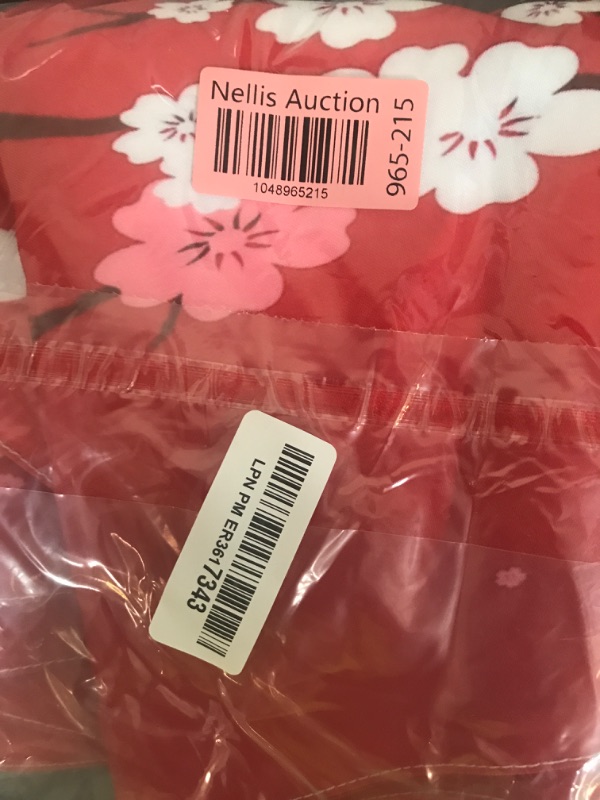 Nellis Auction
1048965215
965-215
LPN PM ER3617343